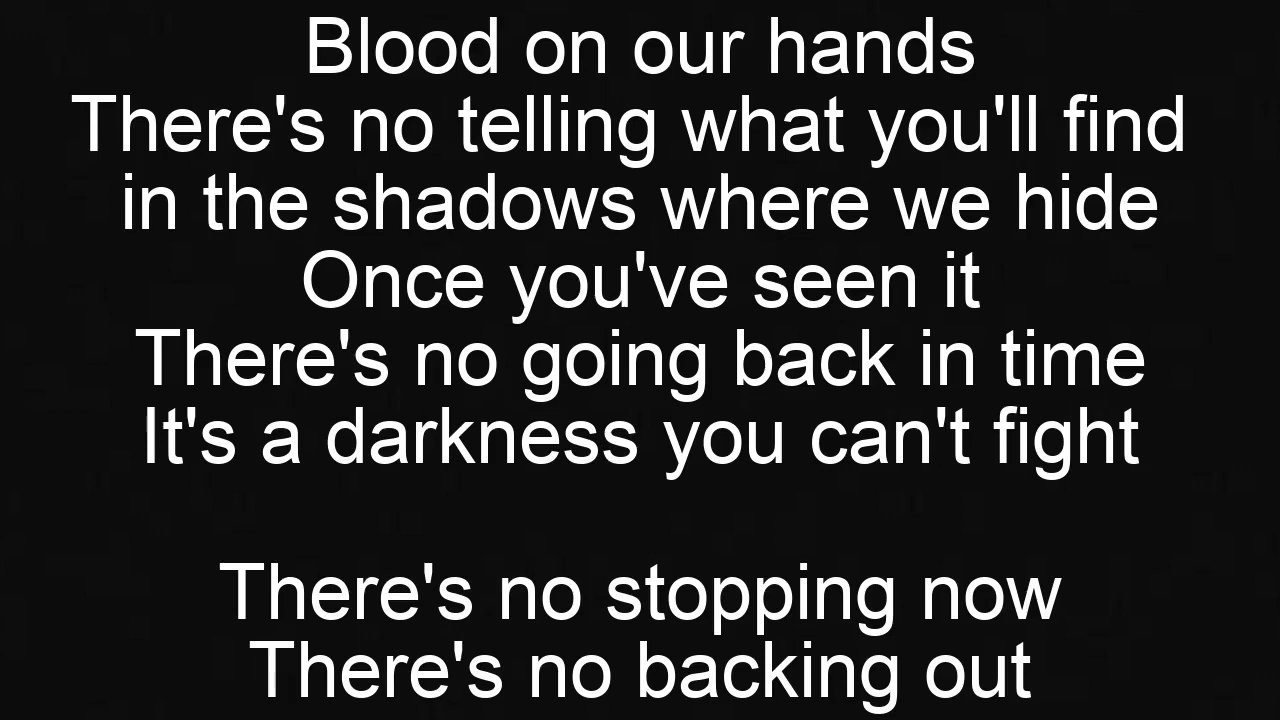 Blood on our hands
There's no telling what you'll find
in the shadows where we hide
Once you've seen it
There's no going back in time
It's a darkness you can't fight
There's no stopping now
There's no backing out